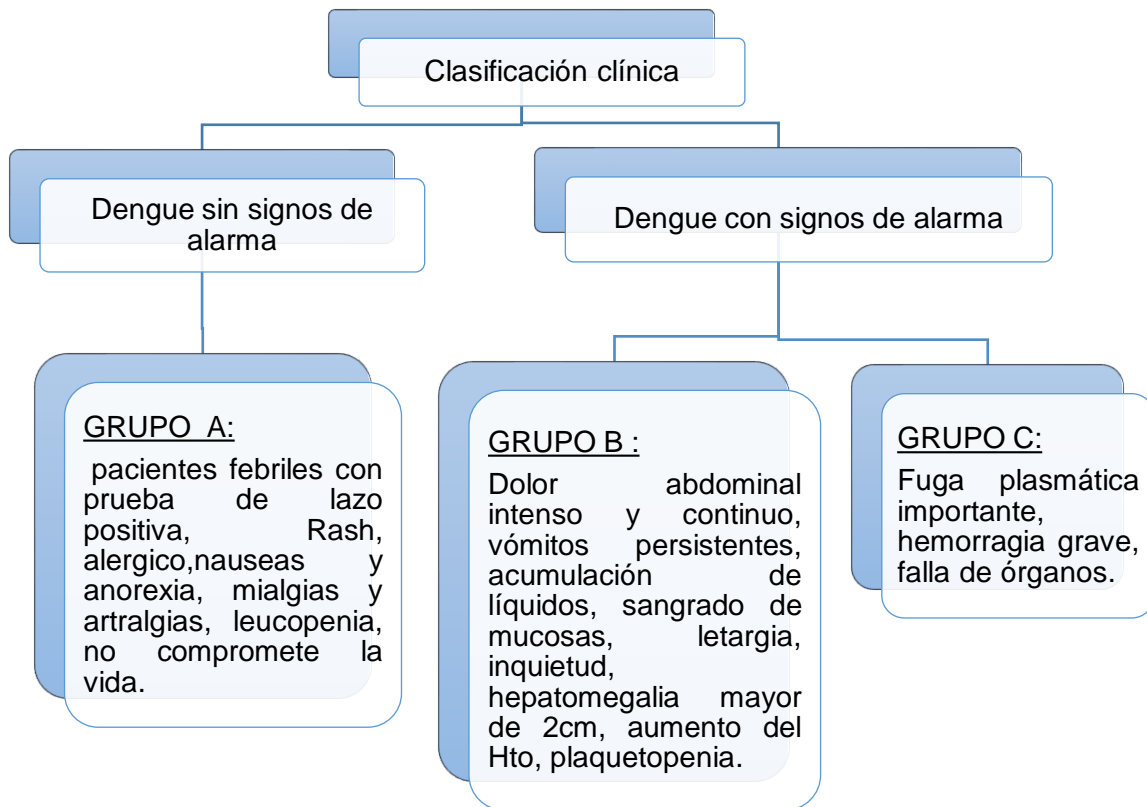 Clasificación clínica
Dengue sin signos de
alarma
Dengue con signos de alarma
GRUPO A:
pacientes febriles con
prueba de lazo
positiva, Rash,
alergico,nauseas y
anorexia, mialgias y
artralgias, leucopenia,
no compromete la
vida.
GRUPO B :
Dolor abdominal
intenso y continuo,
vómitos persistentes,
acumulación de
líquidos, sangrado de
mucosas, letargia,
inquietud,
hepatomegalia mayor
de 2cm, aumento del
Hto, plaquetopenia.
GRUPO C:
Fuga plasmática
importante,
hemorragia grave,
falla de órganos.